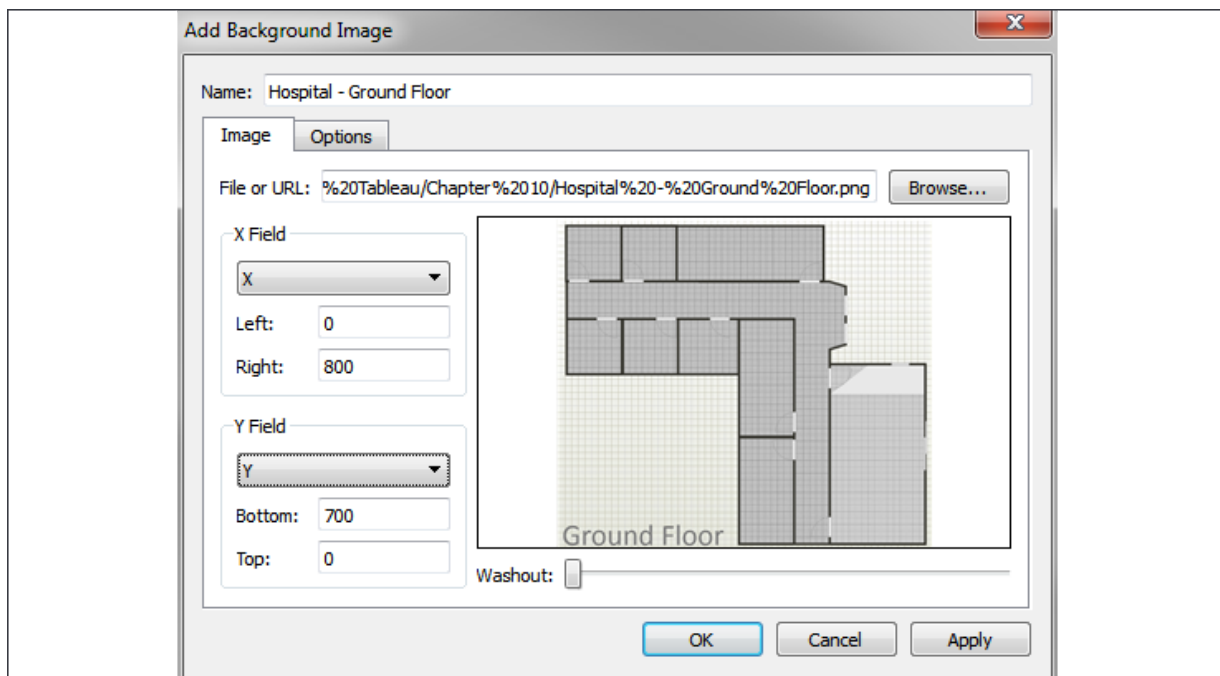 Add Background Image
Name: Hospital - Ground Floor
Image Options
File or URL: %20Tableau/Chapter%2010/Hospital%20-%20Ground%20Floor.png Browse...
X Field
X
Left: 0
Right: 800
Y Field
Y
Bottom: 700
Top: 0
Ground Floor
Washout:
OK Cancel Apply